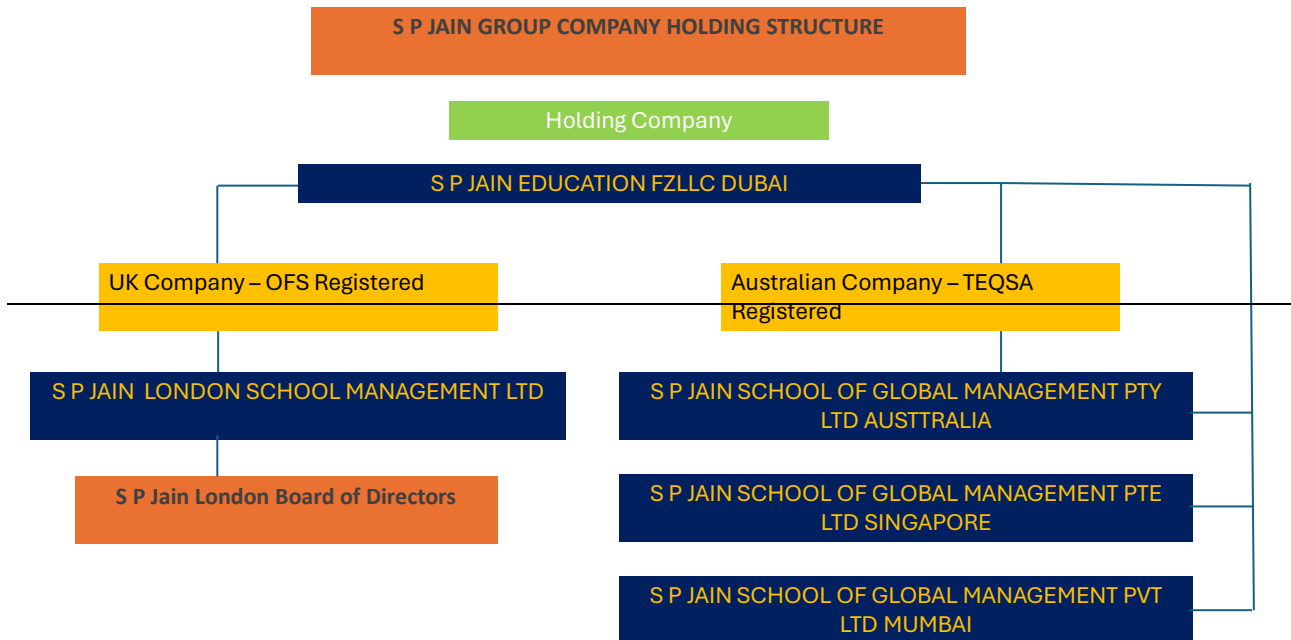 S P JAIN GROUP COMPANY HOLDING STRUCTURE
Holding Company
S P JAIN EDUCATION FZLLC DUBAI
UK Company – OFS Registered
Australian Company – TEQSA
Registered
S P JAIN LONDON SCHOOL MANAGEMENT LTD
S P JAIN SCHOOL OF GLOBAL MANAGEMENT PTY
LTD AUSTTRALIA
S P Jain London Board of Directors
S P JAIN SCHOOL OF GLOBAL MANAGEMENT PTE
LTD SINGAPORE
S P JAIN SCHOOL OF GLOBAL MANAGEMENT PVT
LTD MUMBAI